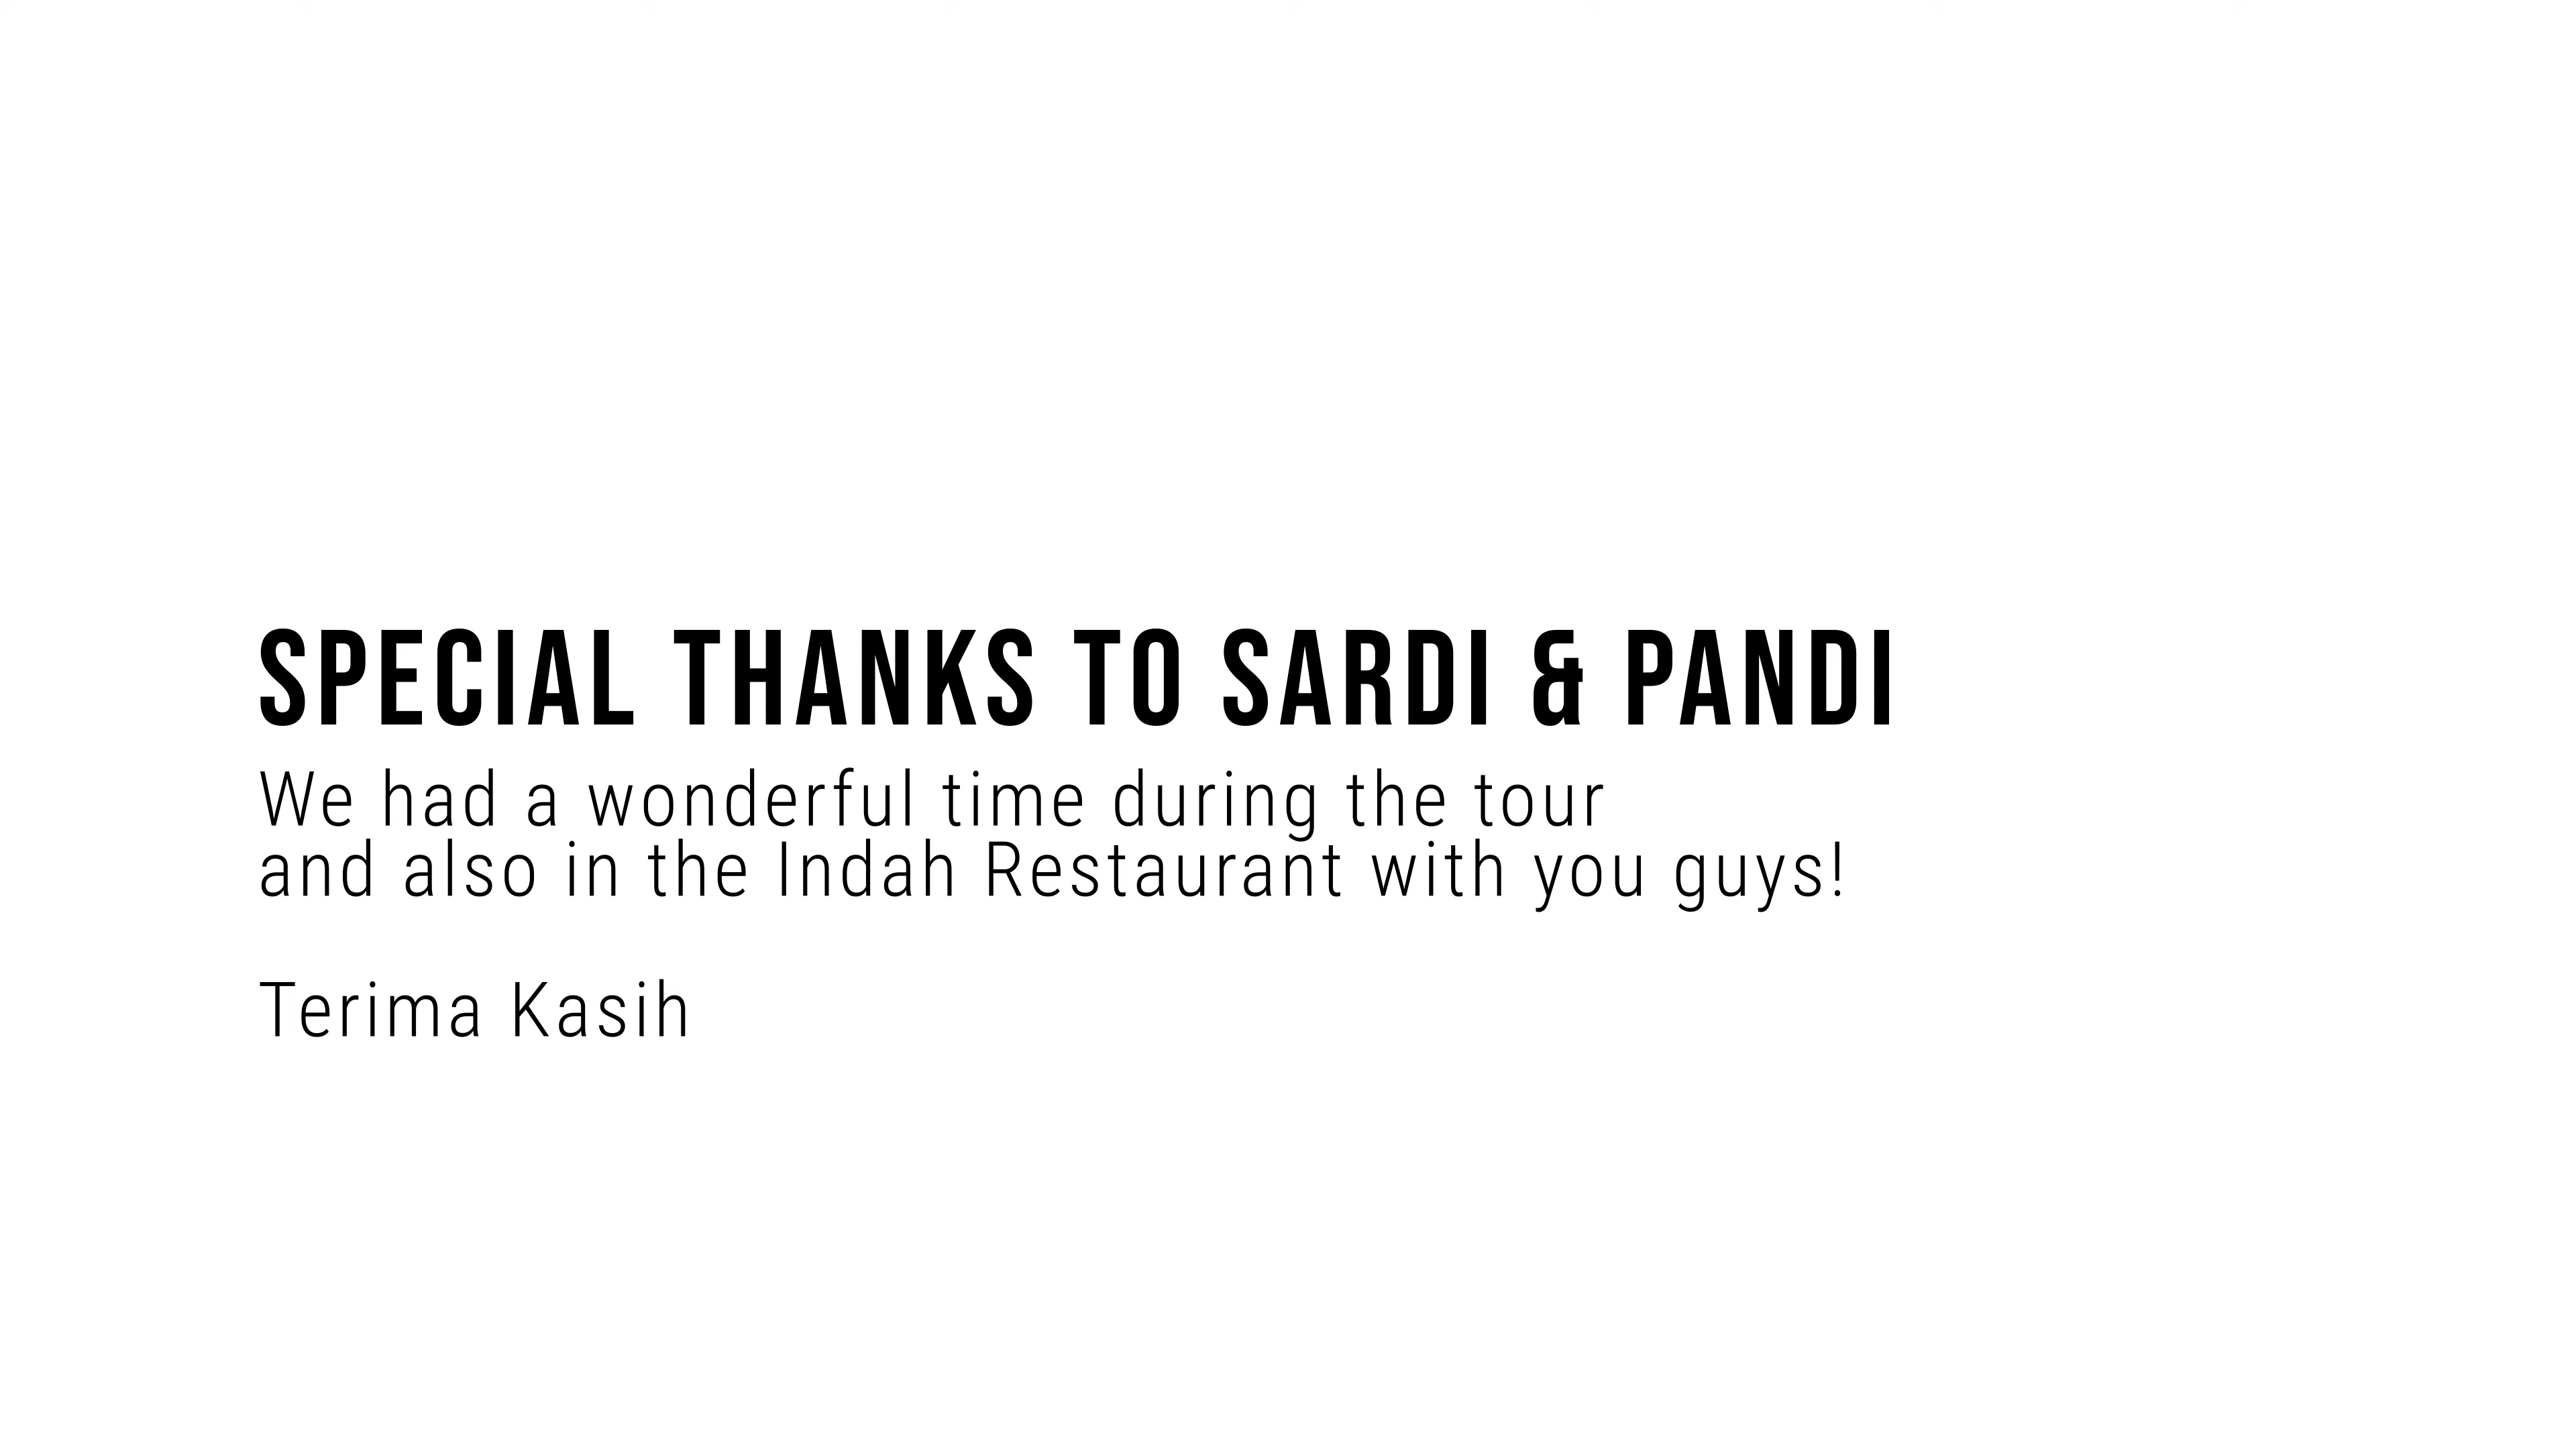 SPECIAL THANKS TO SARDI & PANDI
We had a wonderful time during the tour
and also in the Indah Restaurant with you guys!
Terima Kasih